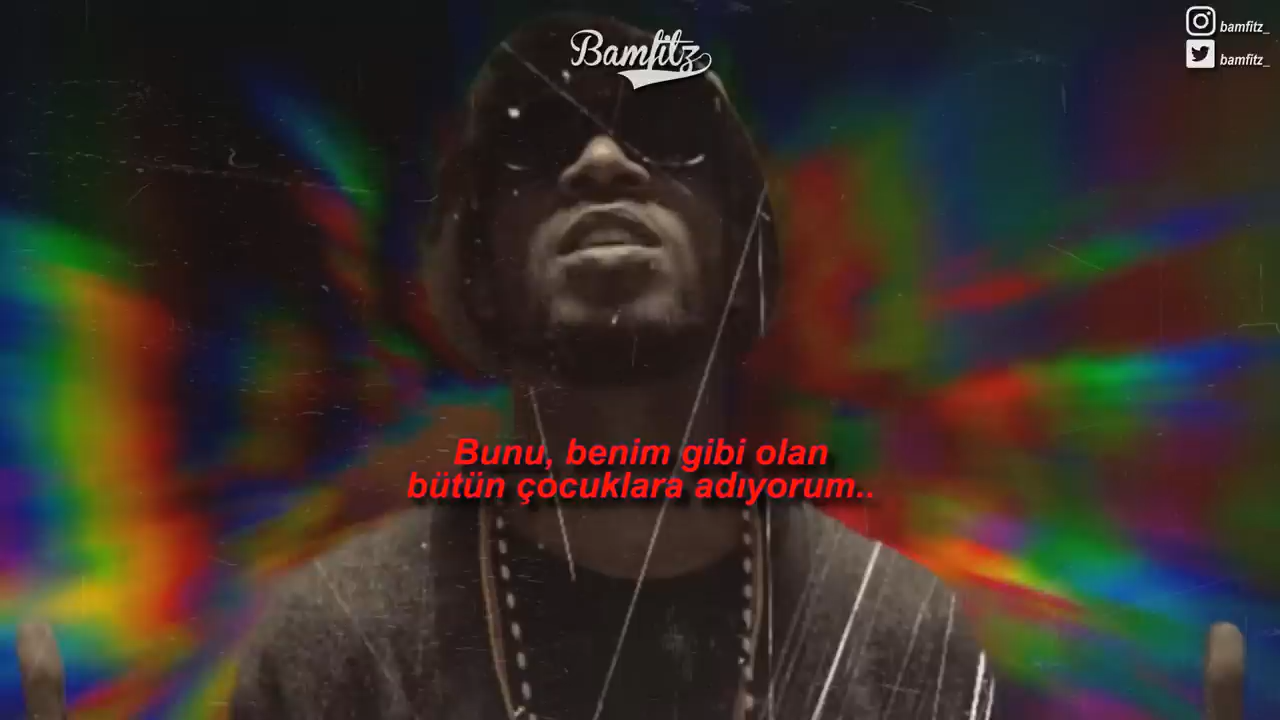 Bamfitz
bamfitz_
bamfitz_
Bunu, benim gibi olan
bütün çocuklara adıyorum..